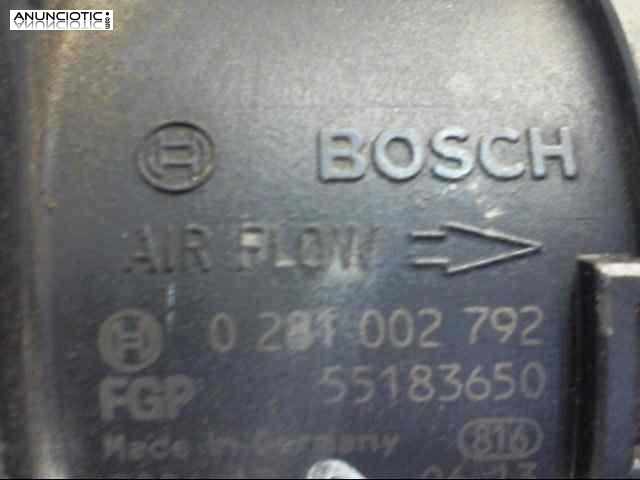 ANUNCIOTIC
BOSCH
AIR FLOW
0 281 002 792
FGP 55183650
Made in Germany 816